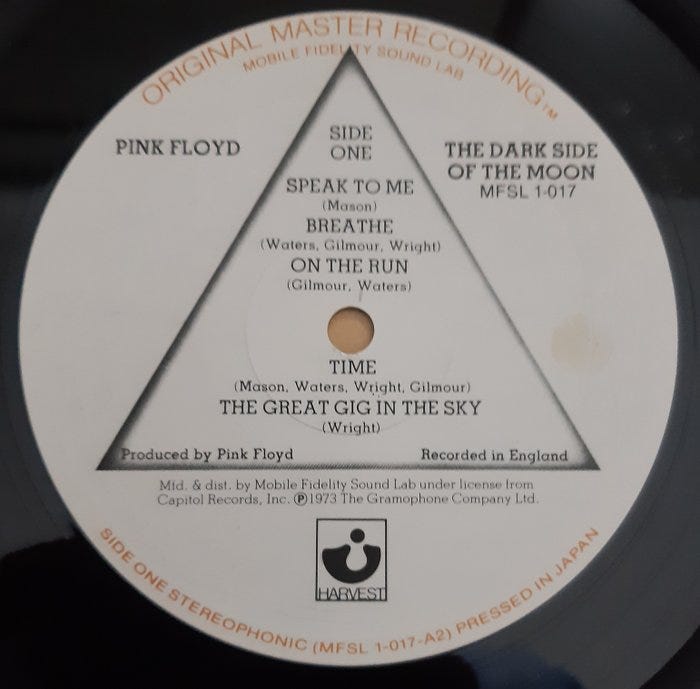 ORIGINAL MASTER RECORDING™
MOBILE FIDELITY SOUND LAB
PINK FLOYD
SIDE
ONE
THE DARK SIDE
OF THE MOON
MFSL 1-017
SPEAK TO ME
(Mason)
BREATHE
(Waters, Gilmour, Wright)
ON THE RUN
(Gilmour, Waters)
TIME
(Mason, Waters, Wright, Gilmour)
THE GREAT GIG IN THE SKY
(Wright)
Produced by Pink Floyd
Recorded in England
Mfd. & dist. by Mobile Fidelity Sound Lab under license from
Capitol Records, Inc. ℗1973 The Gramophone Company Ltd.
HARVEST
SIDE ONE STEREOPHONIC (MFSL 1-017-A2) PRESSED IN JAPAN